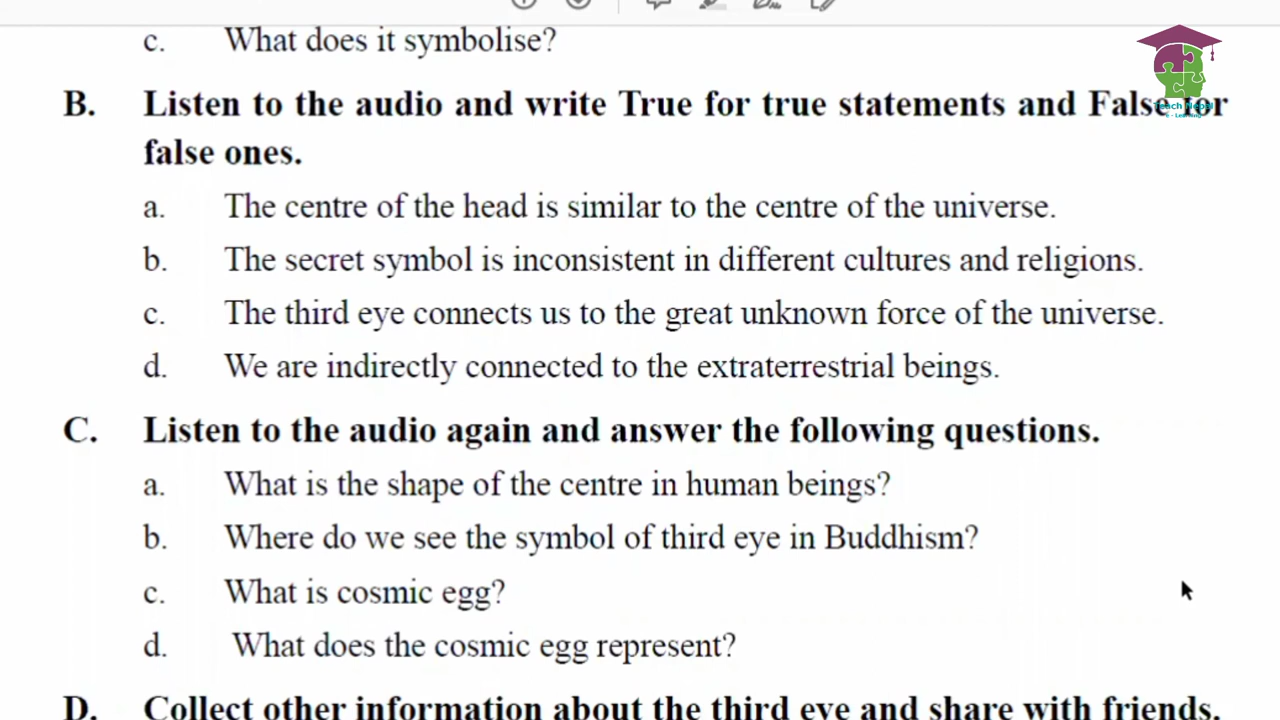 c. What does it symbolise?
B. Listen to the audio and write True for true statements and False for
false ones.
a. The centre of the head is similar to the centre of the universe.
b. The secret symbol is inconsistent in different cultures and religions.
c. The third eye connects us to the great unknown force of the universe.
d. We are indirectly connected to the extraterrestrial beings.
C. Listen to the audio again and answer the following questions.
a. What is the shape of the centre in human beings?
b. Where do we see the symbol of third eye in Buddhism?
c. What is cosmic egg?
d. What does the cosmic egg represent?
D. Collect other information about the third eye and share with friends.
Teach Nepal
e - Learning